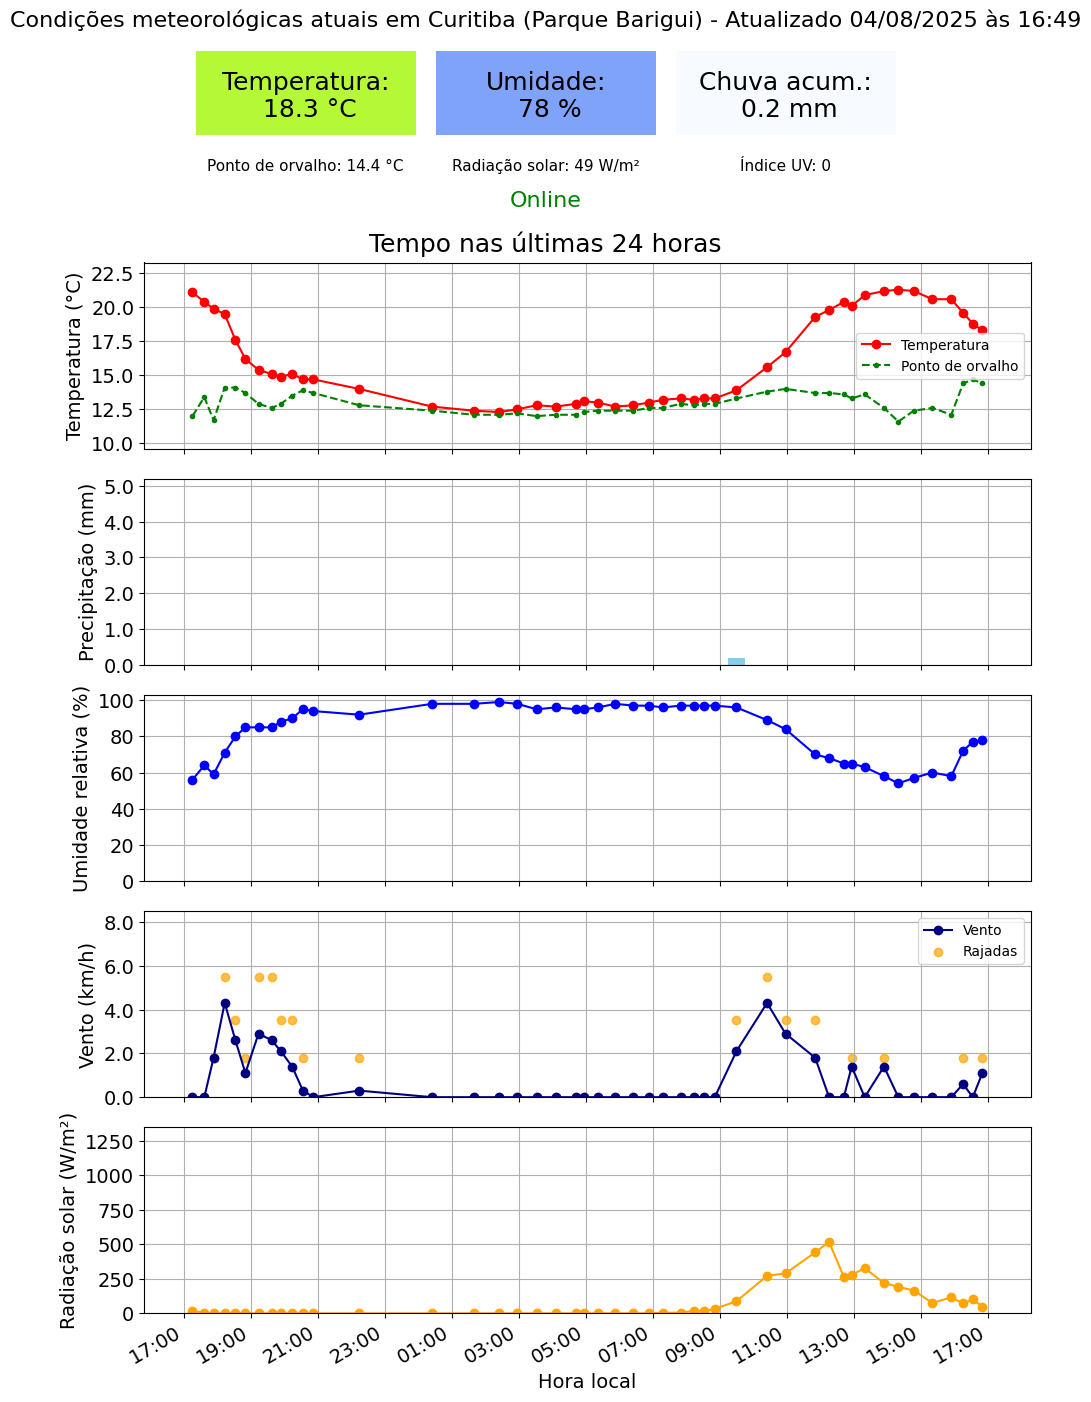 Condições meteorológicas atuais em Curitiba (Parque Barigui) - Atualizado 04/08/2025 às 16:49
Temperatura:
18.3 °C
Umidade:
78 %
Chuva acum.:
0.2 mm
Ponto de orvalho: 14.4 °C
Radiação solar: 49 W/m²
Índice UV: 0
Online
Tempo nas últimas 24 horas
Temperatura (°C)
22.5
20.0
17.5
15.0
12.5
10.0
Temperatura
Ponto de orvalho
Precipitação (mm)
5.0
4.0
3.0
2.0
1.0
0.0
Umidade relativa (%)
100
80
60
40
20
0
Vento (km/h)
8.0
6.0
4.0
2.0
0.0
Vento
Rajadas
Radiação solar (W/m²)
1250
1000
750
500
250
0
17:00
19:00
21:00
23:00
01:00
03:00
05:00
07:00
09:00
11:00
13:00
15:00
17:00
Hora local